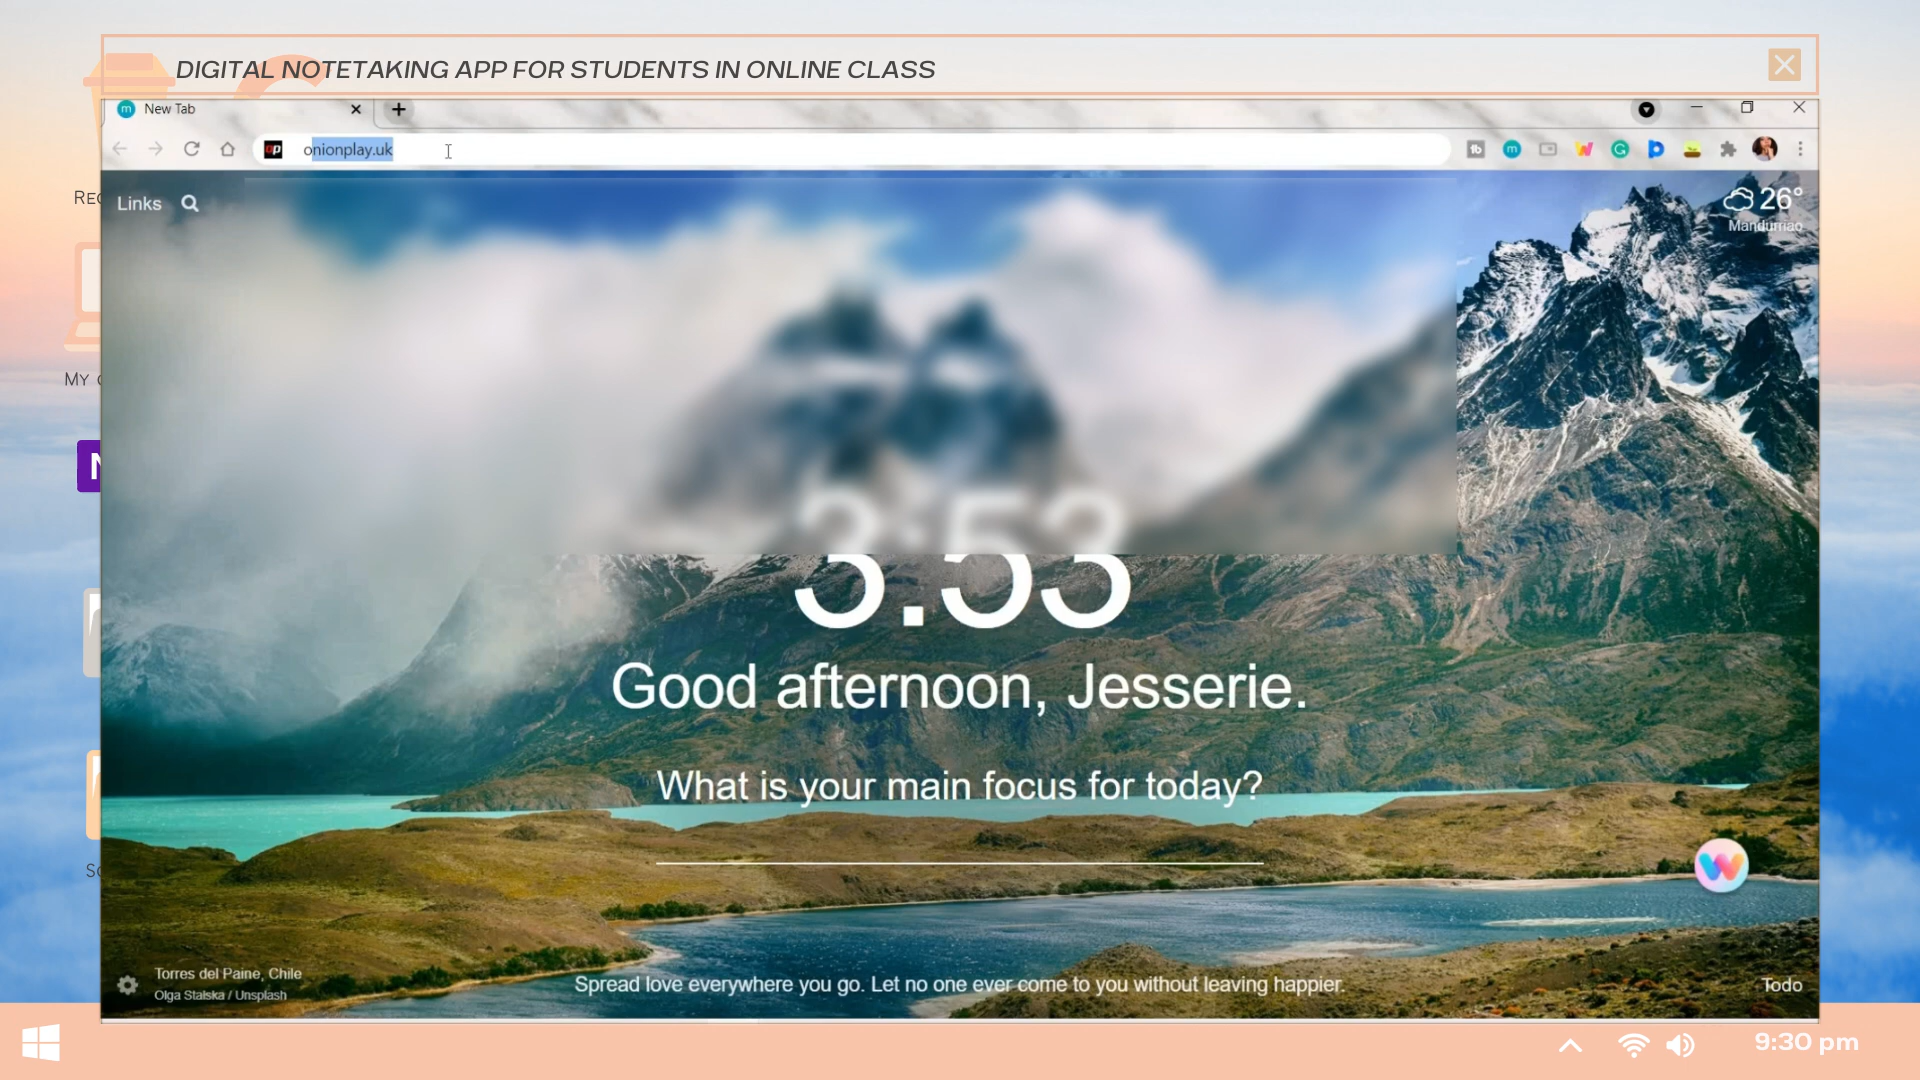 DIGITAL NOTETAKING APP FOR STUDENTS IN ONLINE CLASS
New Tab
onionplay.uk
Links
26°
Mandurriao
3:53
Good afternoon, Jesserie.
What is your main focus for today?
Torres del Paine, Chile
Olga Stalska / Unsplash
Spread love everywhere you go. Let no one ever come to you without leaving happier.
Todo
MY
9:30 pm